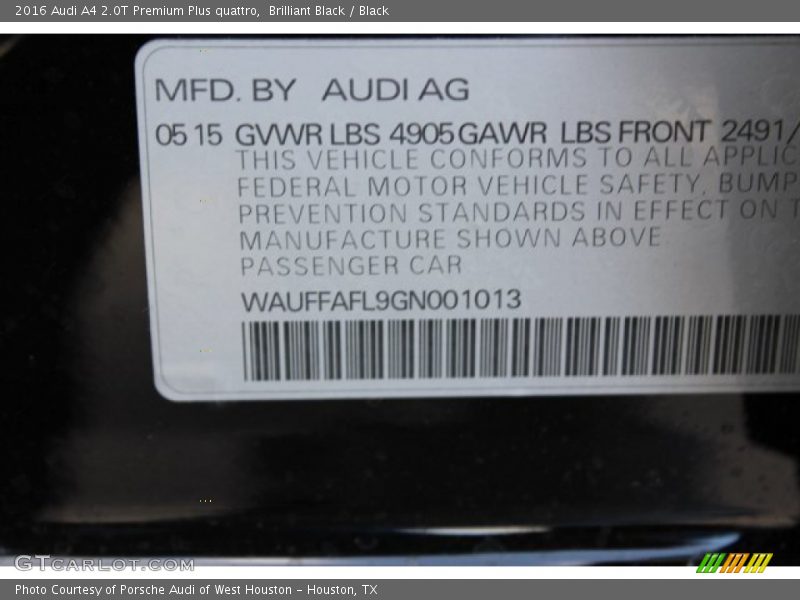 2016 Audi A4 2.0T Premium Plus quattro,  Brilliant Black / Black
MFD. BY AUDI AG
05 15 GVWR LBS 4905 GAWR LBS FRONT 2491/
THIS VEHICLE CONFORMS TO ALL APPLIC
FEDERAL MOTOR VEHICLE SAFETY, BUMP
PREVENTION STANDARDS IN EFFECT ON T
MANUFACTURE SHOWN ABOVE
PASSENGER CAR
WAUFFAFL9GN001013
GTCARLOT.COM
Photo Courtesy of Porsche Audi of West Houston - Houston, TX